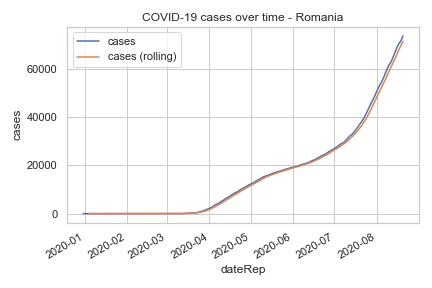 COVID-19 cases over time - Romania
cases
cases (rolling)
60000
40000
20000
0
cases
2020-01
2020-02
2020-03
2020-04
2020-05
2020-06
2020-07
2020-08
dateRep